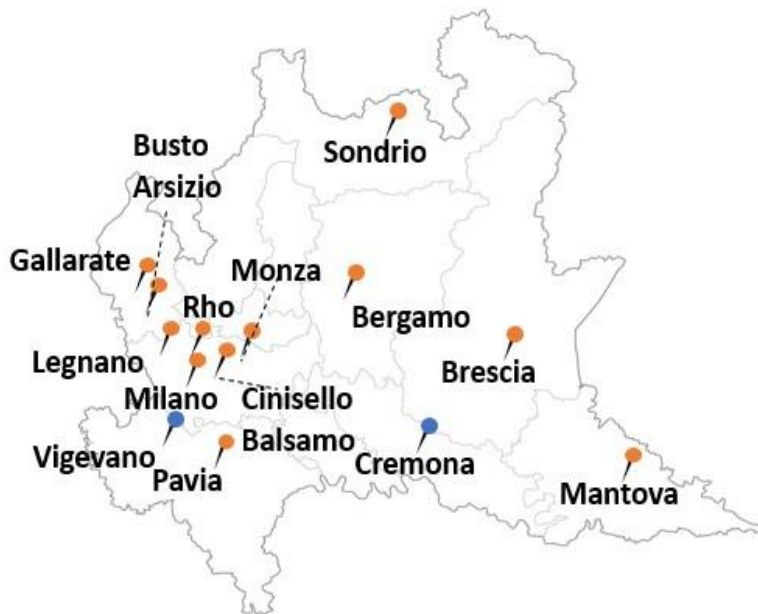 Sondrio
Busto
Arsizio
Gallarate
Monza
Rho
Bergamo
Legnano
Brescia
Milano
Cinisello
Balsamo
Vigevano
Pavia
Cremona
Mantova